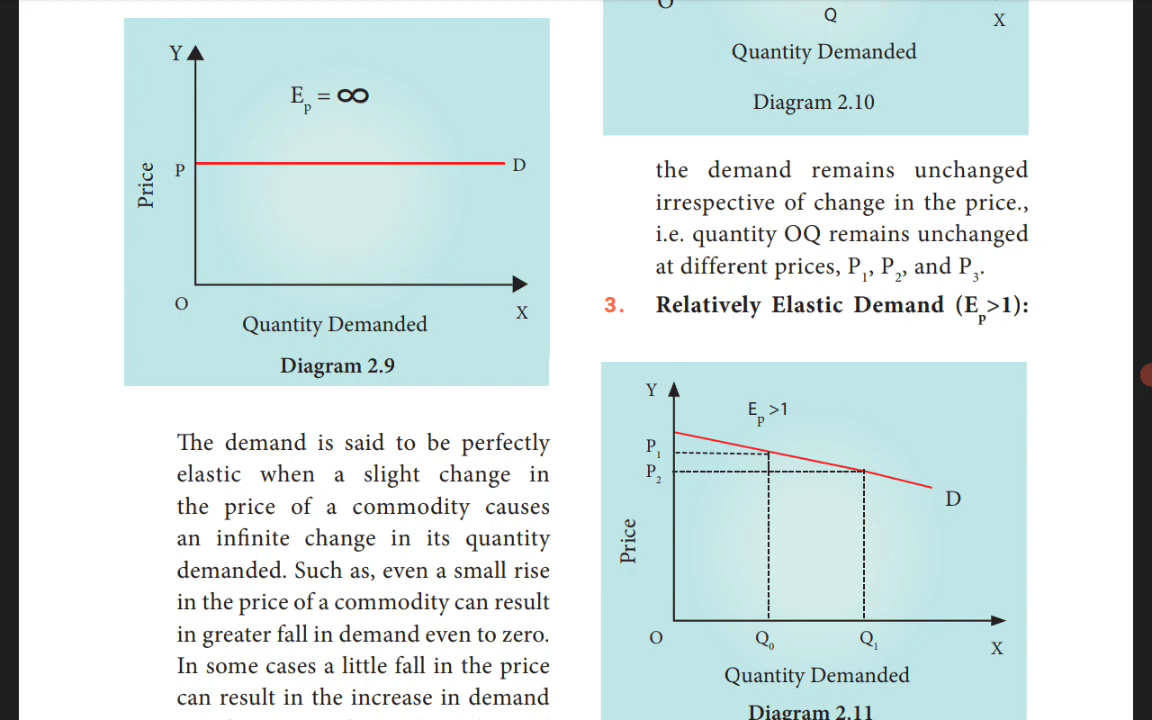 Y
E_p = ∞
P
D
Price
O
X
Quantity Demanded
Diagram 2.9
The demand is said to be perfectly
elastic when a slight change in
the price of a commodity causes
an infinite change in its quantity
demanded. Such as, even a small rise
in the price of a commodity can result
in greater fall in demand even to zero.
In some cases a little fall in the price
can result in the increase in demand
O
Q
X
Quantity Demanded
Diagram 2.10
the demand remains unchanged
irrespective of change in the price.,
i.e. quantity OQ remains unchanged
at different prices, P₁, P₂, and P₃.
3. Relatively Elastic Demand (E_p>1):
Y
E_p >1
P₁
P₂
D
Price
O
Q₀
Q₁
X
Quantity Demanded
Diagram 2.11